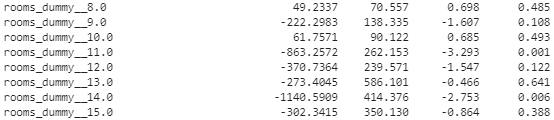 rooms_dummy__8.0 49.2337 70.557 0.698 0.485
rooms_dummy__9.0 -222.2983 138.335 -1.607 0.108
rooms_dummy__10.0 61.7571 90.122 0.685 0.493
rooms_dummy__11.0 -863.2572 262.153 -3.293 0.001
rooms_dummy__12.0 -370.7364 239.571 -1.547 0.122
rooms_dummy__13.0 -273.4045 586.101 -0.466 0.641
rooms_dummy__14.0 -1140.5909 414.376 -2.753 0.006
rooms_dummy__15.0 -302.3415 350.130 -0.864 0.388